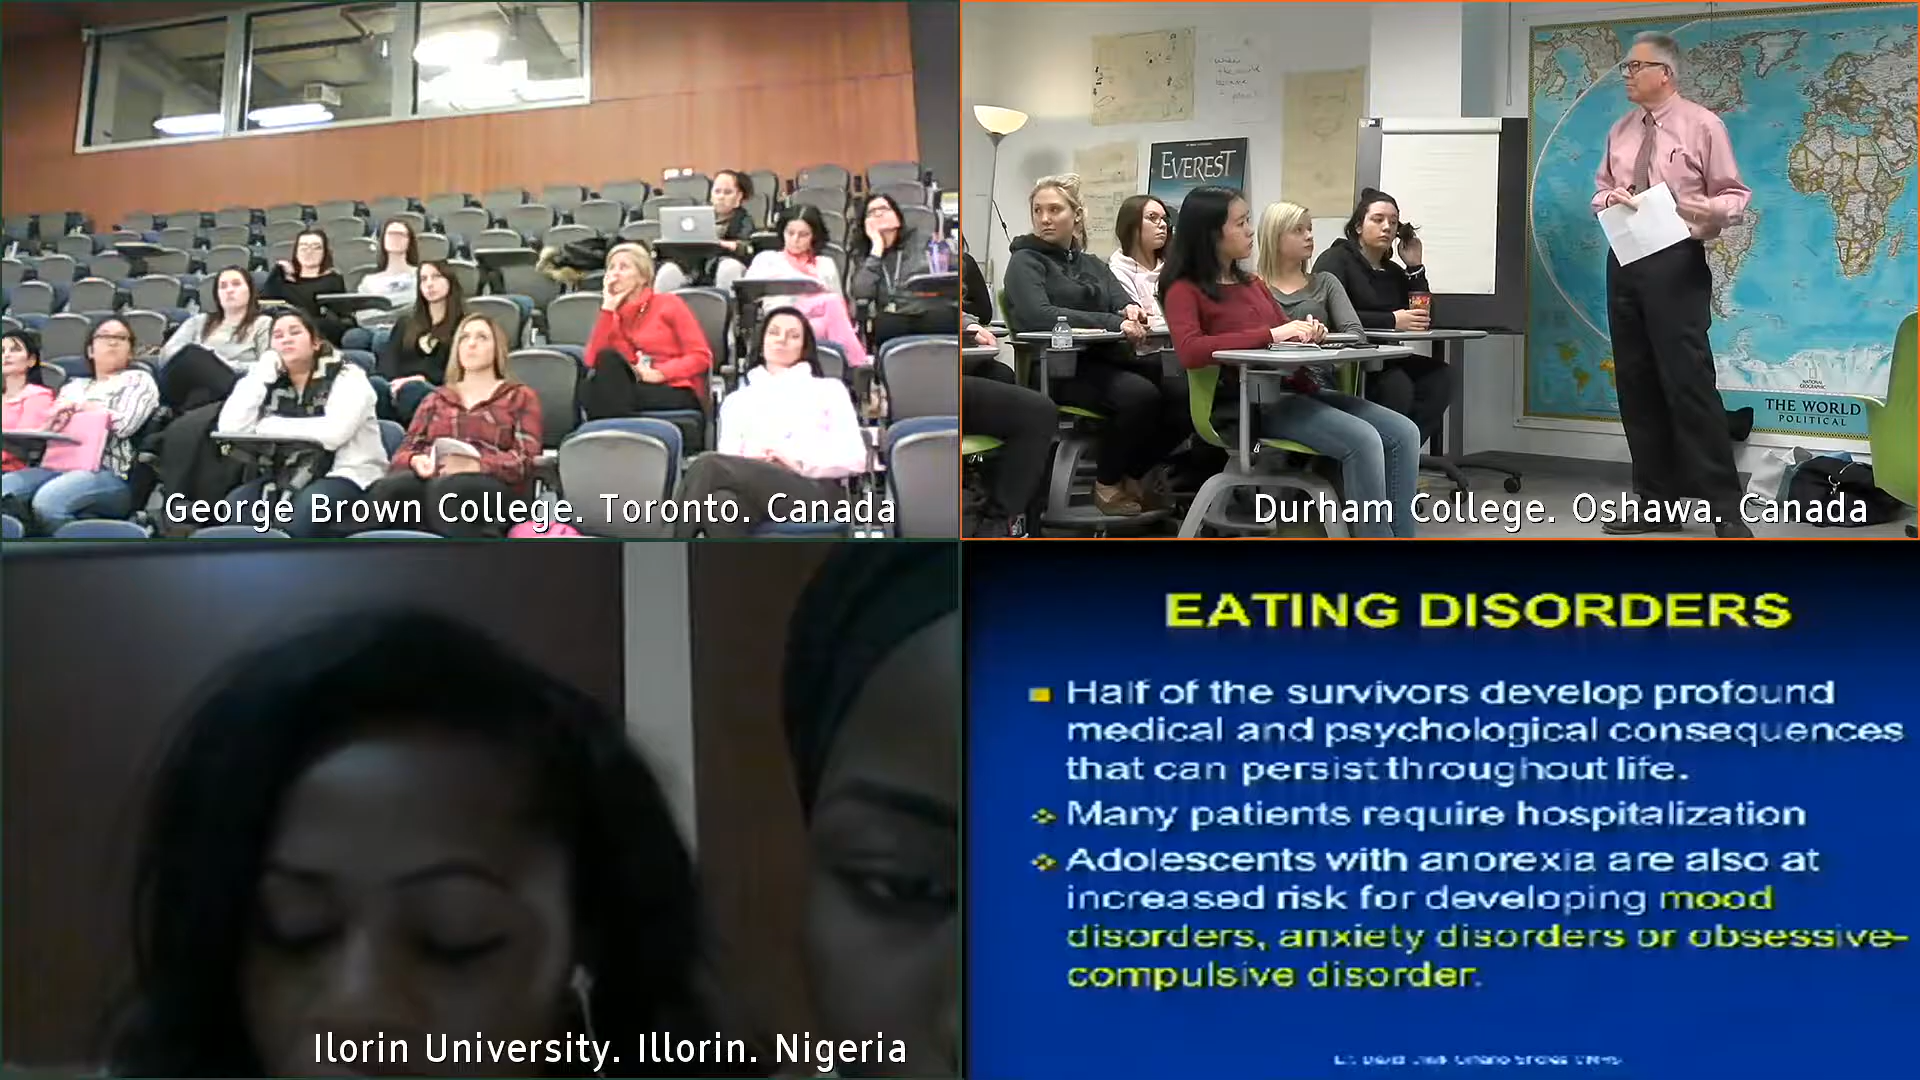 EVEREST
THE WORLD
POLITICAL
George Brown College. Toronto. Canada
Durham College. Oshawa. Canada
EATING DISORDERS
Half of the survivors develop profound
medical and psychological consequences
that can persist throughout life.
Many patients require hospitalization
Adolescents with anorexia are also at
increased risk for developing mood
disorders, anxiety disorders or obsessive-
compulsive disorder.
Ilorin University. Illorin. Nigeria